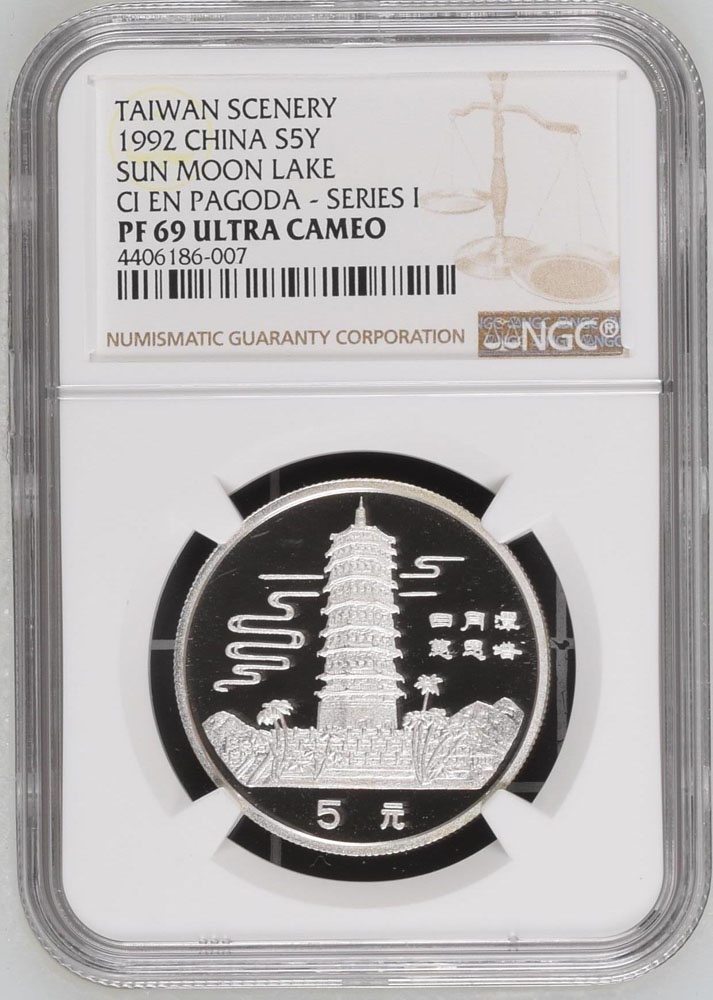 TAIWAN SCENERY
1992 CHINA S5Y
SUN MOON LAKE
CI EN PAGODA - SERIES I
PF 69 ULTRA CAMEO
4406186-007
NUMISMATIC GUARANTY CORPORATION
NGC®
日月潭
慈恩塔
5 元